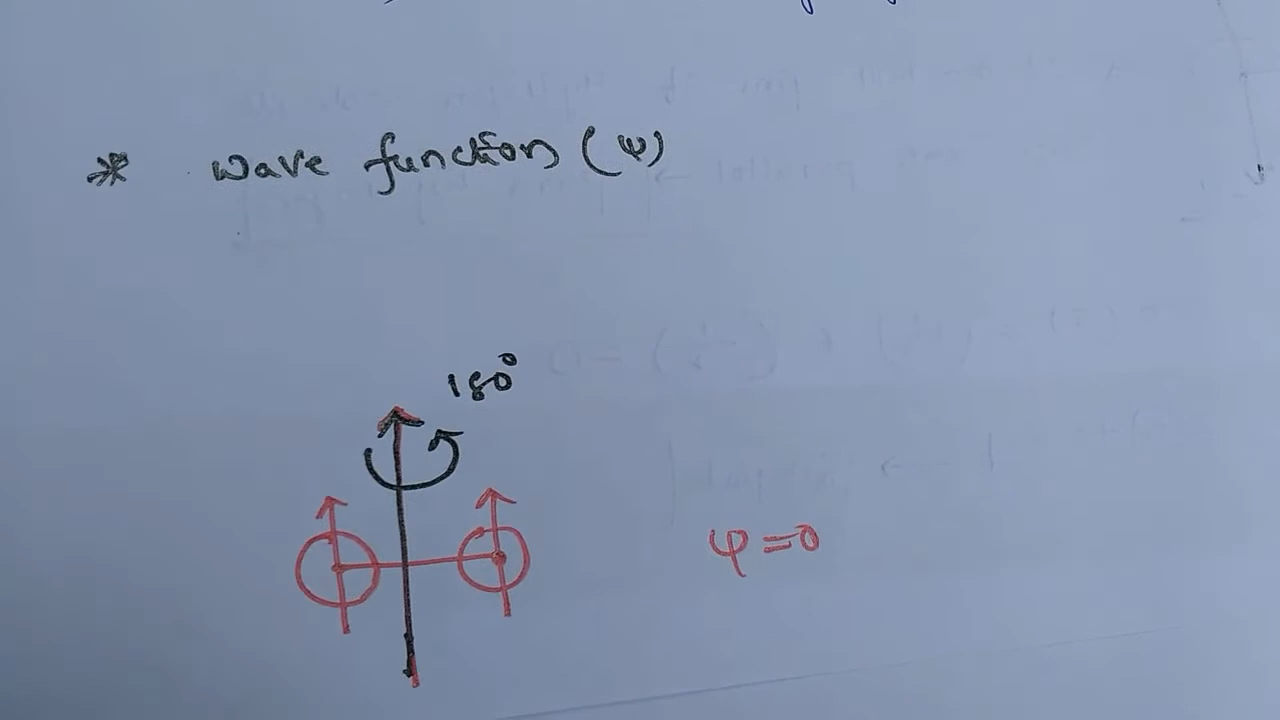 * wave function (ψ)
180°
ψ = 0